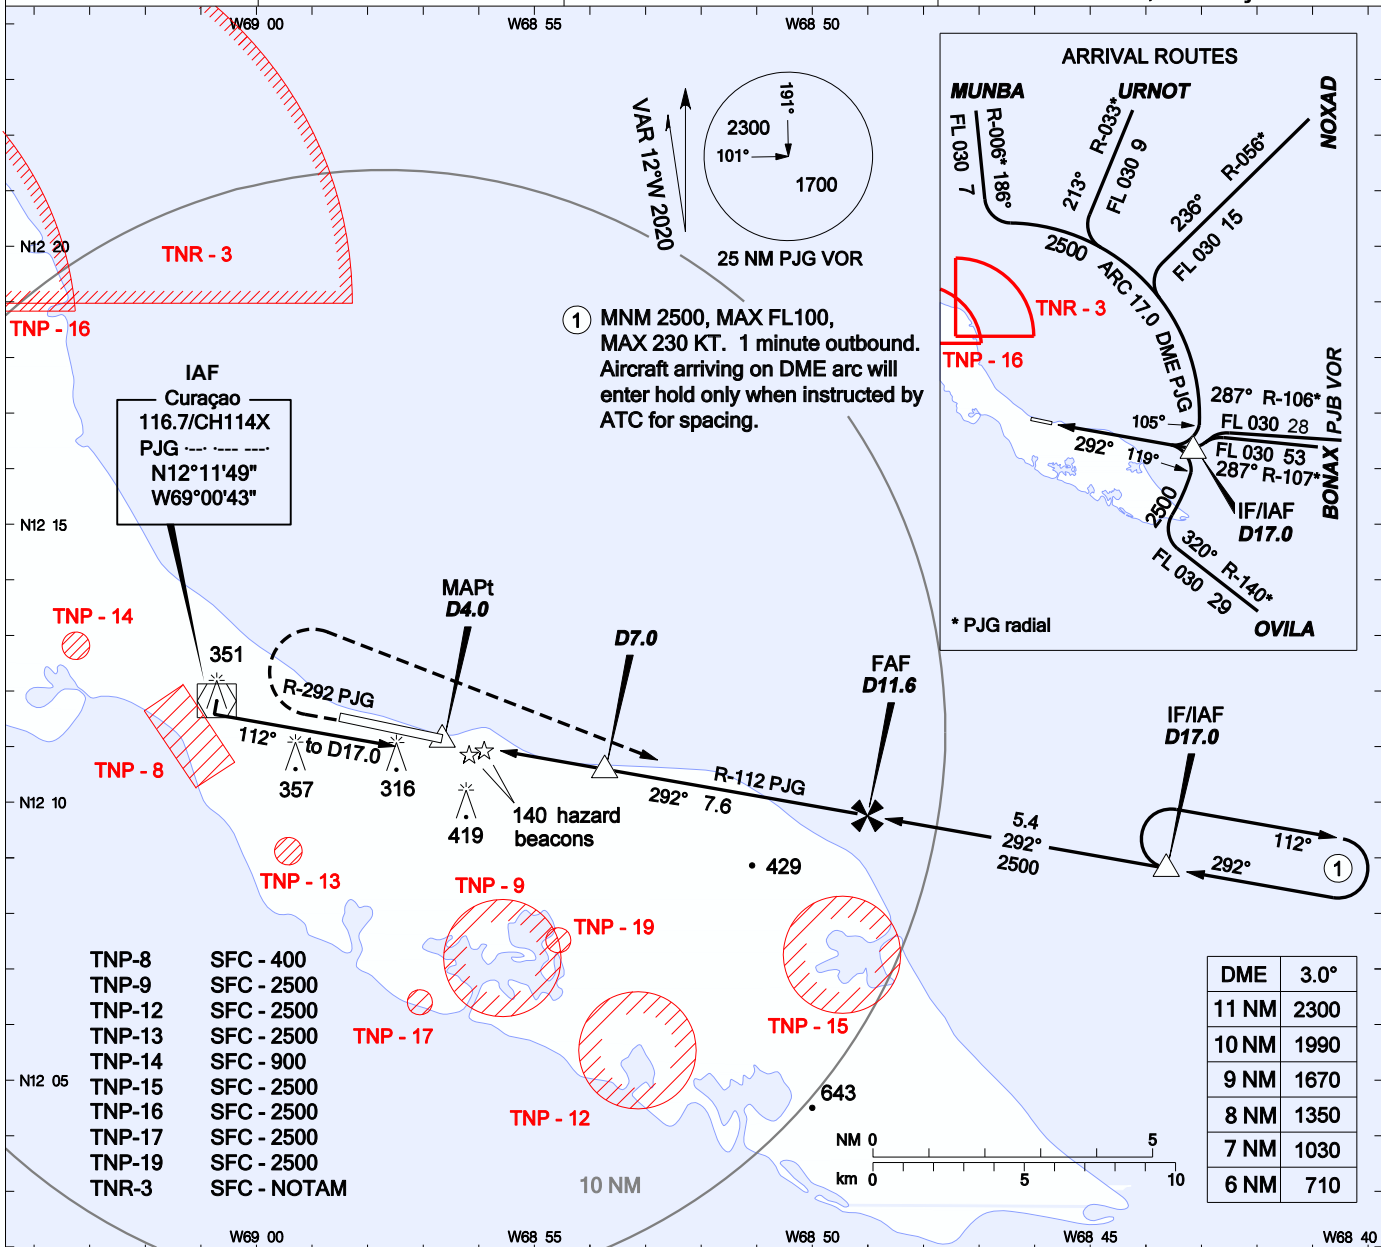 W69 00
W68 55
W68 50
ARRIVAL ROUTES
MUNBA
URNOT
NOXAD
R-006* 186°
FL 030 7
R-033*
213°
FL 030 9
R-056*
236°
FL 030 15
2500
ARC 17.0 DME PJG
TNR - 3
TNP - 16
105°
292°
119°
287° R-106*
FL 030 28
FL 030 53
287° R-107*
PJB VOR
BONAX
IF/IAF
D17.0
2500
320° R-140*
FL 030 29
OVILA
* PJG radial
VAR 12°W 2020
191°
2300
101°
1700
25 NM PJG VOR
N12 20
TNR - 3
TNP - 16
1
MNM 2500, MAX FL100,
MAX 230 KT. 1 minute outbound.
Aircraft arriving on DME arc will
enter hold only when instructed by
ATC for spacing.
IAF
Curaçao
116.7/CH114X
PJG ·--· ·--- --·
N12°11'49"
W69°00'43"
N12 15
TNP - 14
351
R-292 PJG
MAPt
D4.0
D7.0
FAF
D11.6
IF/IAF
D17.0
112°
to D17.0
TNP - 8
357
316
419
140 hazard
beacons
R-112 PJG
292° 7.6
5.4
292°
2500
112°
292°
1
N12 10
429
TNP - 13
TNP - 9
TNP - 19
TNP - 17
TNP - 15
TNP - 12
643
N12 05
TNP-8 SFC - 400
TNP-9 SFC - 2500
TNP-12 SFC - 2500
TNP-13 SFC - 2500
TNP-14 SFC - 900
TNP-15 SFC - 2500
TNP-16 SFC - 2500
TNP-17 SFC - 2500
TNP-19 SFC - 2500
TNR-3 SFC - NOTAM
10 NM
NM 0 5
km 0 5 10
DME 3.0°
11 NM 2300
10 NM 1990
9 NM 1670
8 NM 1350
7 NM 1030
6 NM 710
W69 00
W68 55
W68 50
W68 45
W68 40